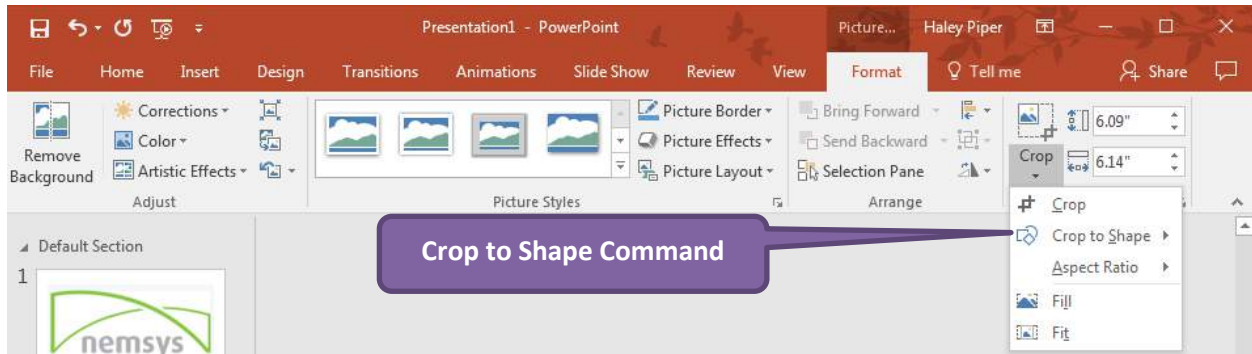 Presentation1 - PowerPoint
Picture...
Haley Piper
File Home Insert Design Transitions Animations Slide Show Review View Format Tell me Share
Remove Background
Corrections
Color
Artistic Effects
Adjust
Picture Border
Picture Effects
Picture Layout
Picture Styles
Bring Forward
Send Backward
Selection Pane
Arrange
Crop
6.09"
6.14"
Crop
Crop to Shape
Aspect Ratio
Fill
Fit
Crop to Shape Command
Default Section
1
nemsys